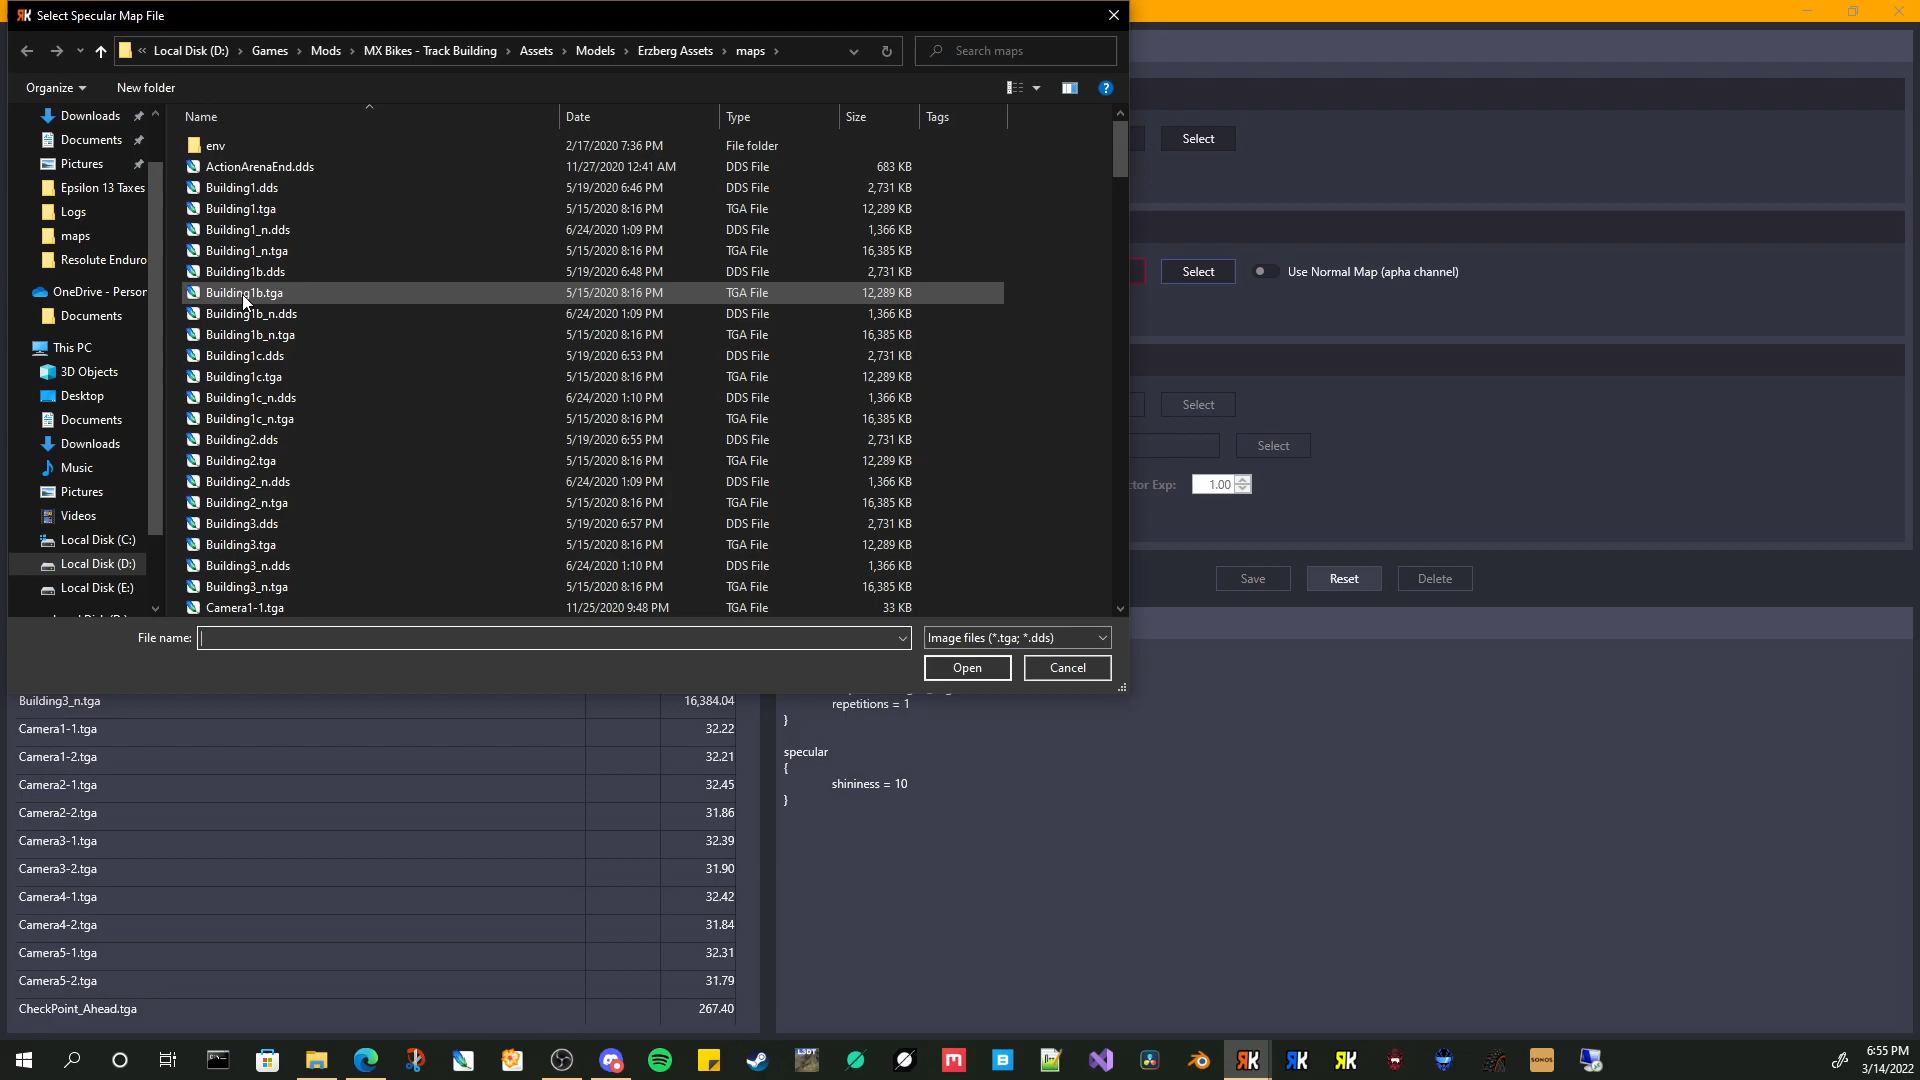 Select Specular Map File
« Local Disk (D:) › Games › Mods › MX Bikes - Track Building › Assets › Models › Erzberg Assets › maps ›
Search maps
Organize
New folder
Name Date Type Size Tags
Downloads
Documents
Pictures
Epsilon 13 Taxes
Logs
maps
Resolute Enduro
OneDrive - Person
Documents
This PC
3D Objects
Desktop
Documents
Downloads
Music
Pictures
Videos
Local Disk (C:)
Local Disk (D:)
Local Disk (E:)
env 2/17/2020 7:36 PM File folder
ActionArenaEnd.dds 11/27/2020 12:41 AM DDS File 683 KB
Building1.dds 5/19/2020 6:46 PM DDS File 2,731 KB
Building1.tga 5/15/2020 8:16 PM TGA File 12,289 KB
Building1_n.dds 6/24/2020 1:09 PM DDS File 1,366 KB
Building1_n.tga 5/15/2020 8:16 PM TGA File 16,385 KB
Building1b.dds 5/19/2020 6:48 PM DDS File 2,731 KB
Building1b.tga 5/15/2020 8:16 PM TGA File 12,289 KB
Building1b_n.dds 6/24/2020 1:09 PM DDS File 1,366 KB
Building1b_n.tga 5/15/2020 8:16 PM TGA File 16,385 KB
Building1c.dds 5/19/2020 6:53 PM DDS File 2,731 KB
Building1c.tga 5/15/2020 8:16 PM TGA File 12,289 KB
Building1c_n.dds 6/24/2020 1:10 PM DDS File 1,366 KB
Building1c_n.tga 5/15/2020 8:16 PM TGA File 16,385 KB
Building2.dds 5/19/2020 6:55 PM DDS File 2,731 KB
Building2.tga 5/15/2020 8:16 PM TGA File 12,289 KB
Building2_n.dds 6/24/2020 1:09 PM DDS File 1,366 KB
Building2_n.tga 5/15/2020 8:16 PM TGA File 16,385 KB
Building3.dds 5/19/2020 6:57 PM DDS File 2,731 KB
Building3.tga 5/15/2020 8:16 PM TGA File 12,289 KB
Building3_n.dds 6/24/2020 1:10 PM DDS File 1,366 KB
Building3_n.tga 5/15/2020 8:16 PM TGA File 16,385 KB
Camera1-1.tga 11/25/2020 9:48 PM TGA File 33 KB
File name:
Image files (*.tga; *.dds)
Open Cancel
Select
Select Use Normal Map (apha channel)
Select
Select
ctor Exp: 1.00
Save Reset Delete
Building3_n.tga 16,384.04
Camera1-1.tga 32.22
Camera1-2.tga 32.21
Camera2-1.tga 32.45
Camera2-2.tga 31.86
Camera3-1.tga 32.39
Camera3-2.tga 31.90
Camera4-1.tga 32.42
Camera4-2.tga 31.84
Camera5-1.tga 32.31
Camera5-2.tga 31.79
CheckPoint_Ahead.tga 267.40
repetitions = 1
}
specular
{
shininess = 10
}
L3DT
SONOS
6:55 PM
3/14/2022